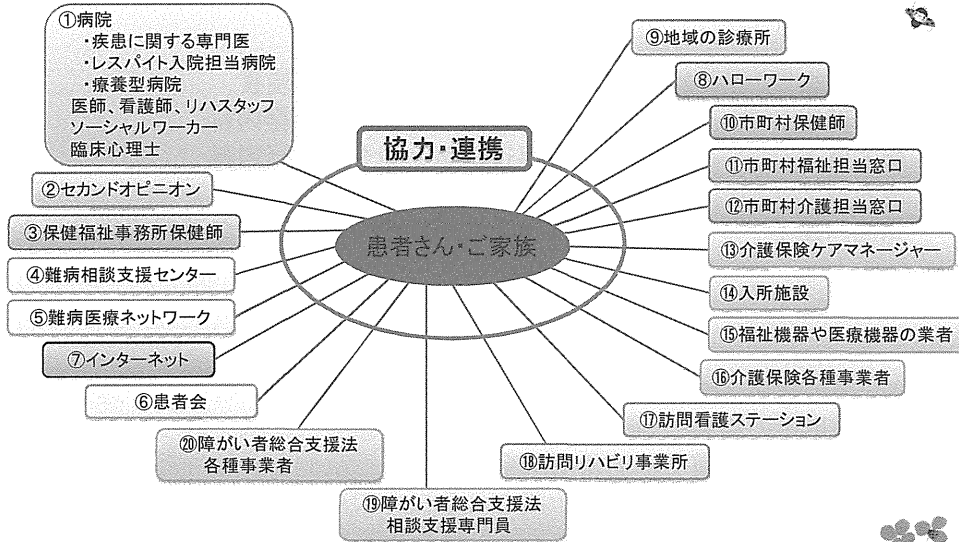 ①病院
・疾患に関する専門医
・レスパイト入院担当病院
・療養型病院
医師、看護師、リハスタッフ
ソーシャルワーカー
臨床心理士
②セカンドオピニオン
③保健福祉事務所保健師
④難病相談支援センター
⑤難病医療ネットワーク
⑦インターネット
⑥患者会
⑳障がい者総合支援法
各種事業者
⑲障がい者総合支援法
相談支援専門員
協力・連携
患者さん・ご家族
⑨地域の診療所
⑧ハローワーク
⑩市町村保健師
⑪市町村福祉担当窓口
⑫市町村介護担当窓口
⑬介護保険ケアマネージャー
⑭入所施設
⑮福祉機器や医療機器の業者
⑯介護保険各種事業者
⑰訪問看護ステーション
⑱訪問リハビリ事業所